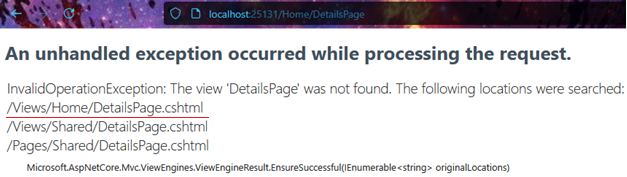 localhost:25131/Home/DetailsPage
An unhandled exception occurred while processing the request.
InvalidOperationException: The view 'DetailsPage' was not found. The following locations were searched:
/Views/Home/DetailsPage.cshtml
/Views/Shared/DetailsPage.cshtml
/Pages/Shared/DetailsPage.cshtml
Microsoft.AspNetCore.Mvc.ViewEngines.ViewEngineResult.EnsureSuccessful(IEnumerable<string> originalLocations)